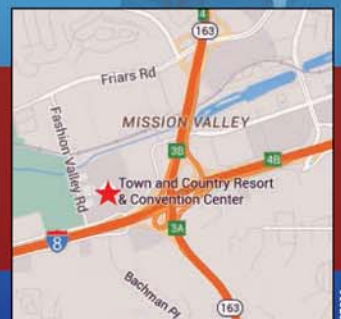 4
163
Friars Rd
MISSION VALLEY
Fashion Valley Rd
3B
4B
Town and Country Resort
& Convention Center
3A
8
Bachman Pl
163